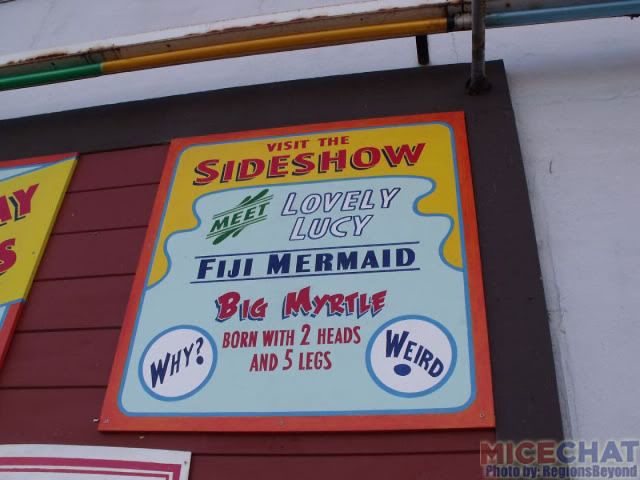 VISIT THE
SIDESHOW
MEET
LOVELY
LUCY
FIJI MERMAID
BIG MYRTLE
BORN WITH 2 HEADS
AND 5 LEGS
WHY?
WEIRD
AY
S
MICECHAT
Photo by: RegionsBeyond